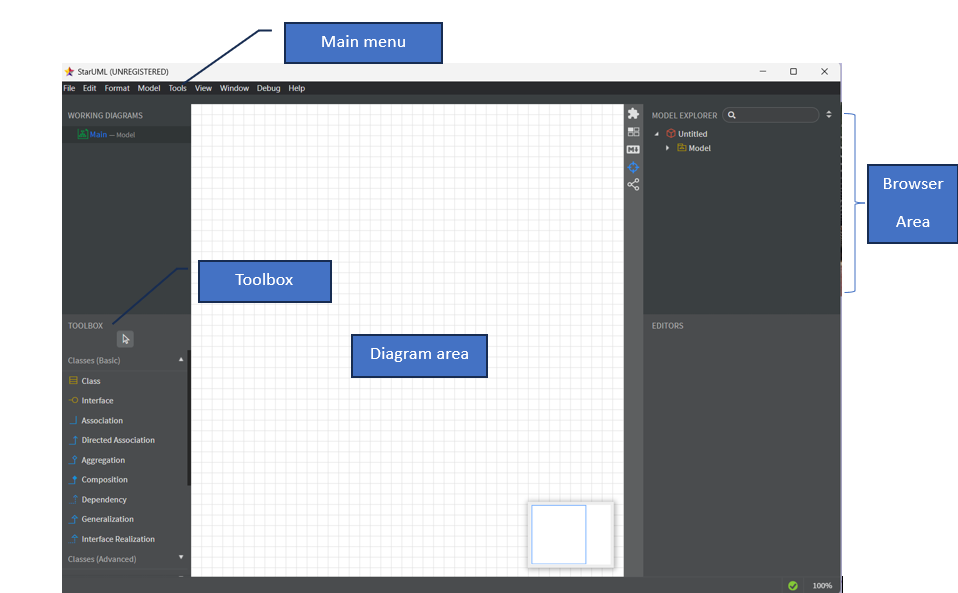 Main menu
StarUML (UNREGISTERED)
File Edit Format Model Tools View Window Debug Help
WORKING DIAGRAMS
Main — Model
MODEL EXPLORER
Untitled
Model
Browser
Area
Toolbox
Diagram area
TOOLBOX
EDITORS
Classes (Basic)
Class
Interface
Association
Directed Association
Aggregation
Composition
Dependency
Generalization
Interface Realization
Classes (Advanced)
100%